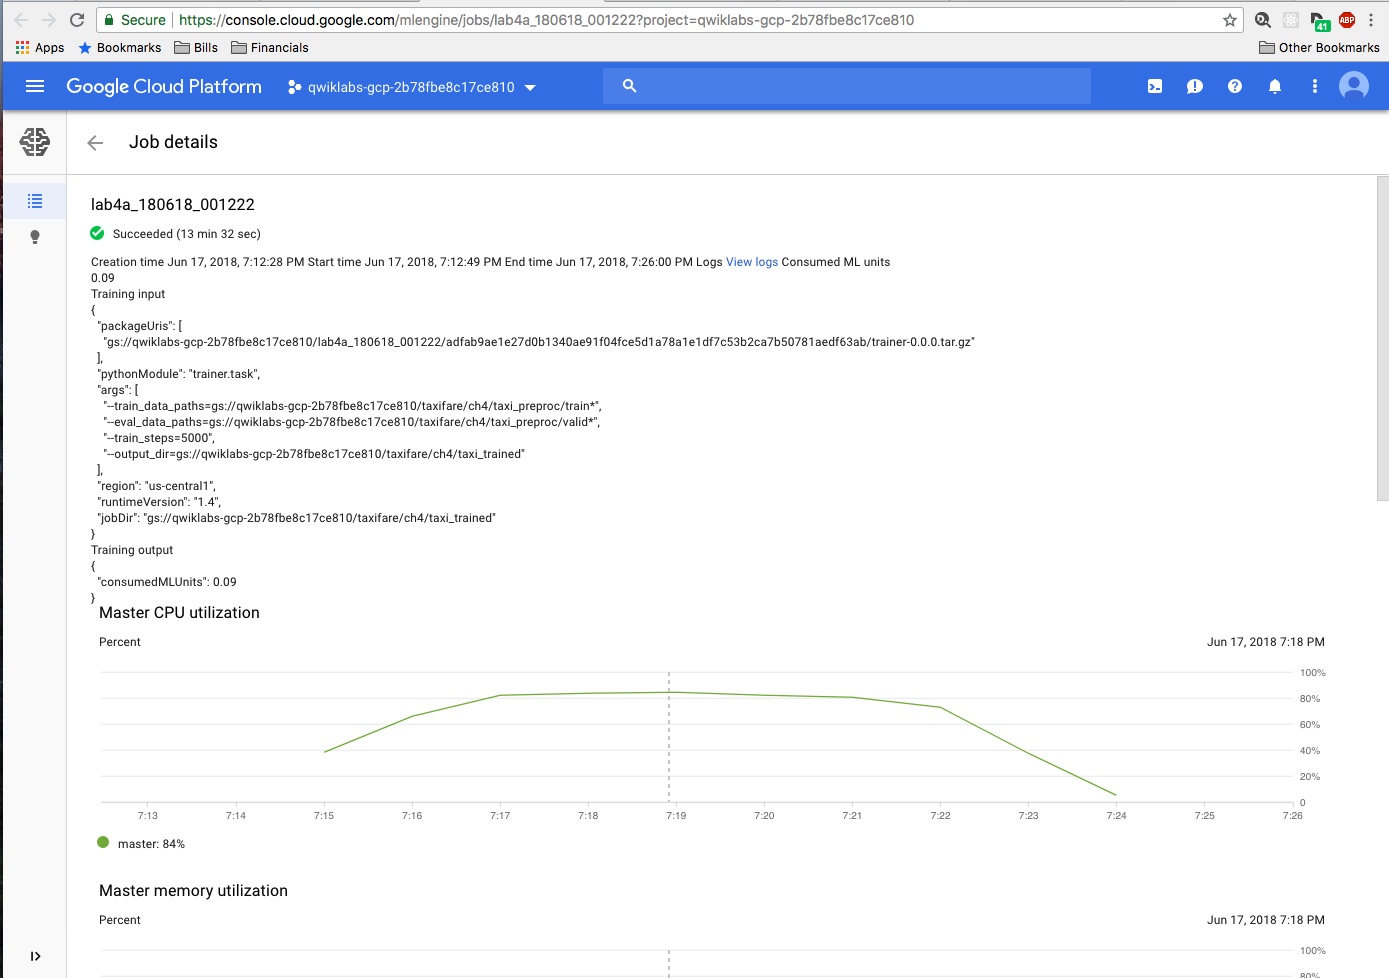 Secure https://console.cloud.google.com/mlengine/jobs/lab4a_180618_001222?project=qwiklabs-gcp-2b78fbe8c17ce810
41
ABP
Apps Bookmarks Bills Financials Other Bookmarks
Google Cloud Platform qwiklabs-gcp-2b78fbe8c17ce810
Job details
lab4a_180618_001222
Succeeded (13 min 32 sec)
Creation time Jun 17, 2018, 7:12:28 PM Start time Jun 17, 2018, 7:12:49 PM End time Jun 17, 2018, 7:26:00 PM Logs View logs Consumed ML units
0.09
Training input
{
"packageUris": [
"gs://qwiklabs-gcp-2b78fbe8c17ce810/lab4a_180618_001222/adfab9ae1e27d0b1340ae91f04fce5d1a78a1e1df7c53b2ca7b50781aedf63ab/trainer-0.0.0.tar.gz"
],
"pythonModule": "trainer.task",
"args": [
"--train_data_paths=gs://qwiklabs-gcp-2b78fbe8c17ce810/taxifare/ch4/taxi_preproc/train*",
"--eval_data_paths=gs://qwiklabs-gcp-2b78fbe8c17ce810/taxifare/ch4/taxi_preproc/valid*",
"--train_steps=5000",
"--output_dir=gs://qwiklabs-gcp-2b78fbe8c17ce810/taxifare/ch4/taxi_trained"
],
"region": "us-central1",
"runtimeVersion": "1.4",
"jobDir": "gs://qwiklabs-gcp-2b78fbe8c17ce810/taxifare/ch4/taxi_trained"
}
Training output
{
"consumedMLUnits": 0.09
}
Master CPU utilization
Percent Jun 17, 2018 7:18 PM
100%
80%
60%
40%
20%
0
7:13 7:14 7:15 7:16 7:17 7:18 7:19 7:20 7:21 7:22 7:23 7:24 7:25 7:26
master: 84%
Master memory utilization
Percent Jun 17, 2018 7:18 PM
100%
80%